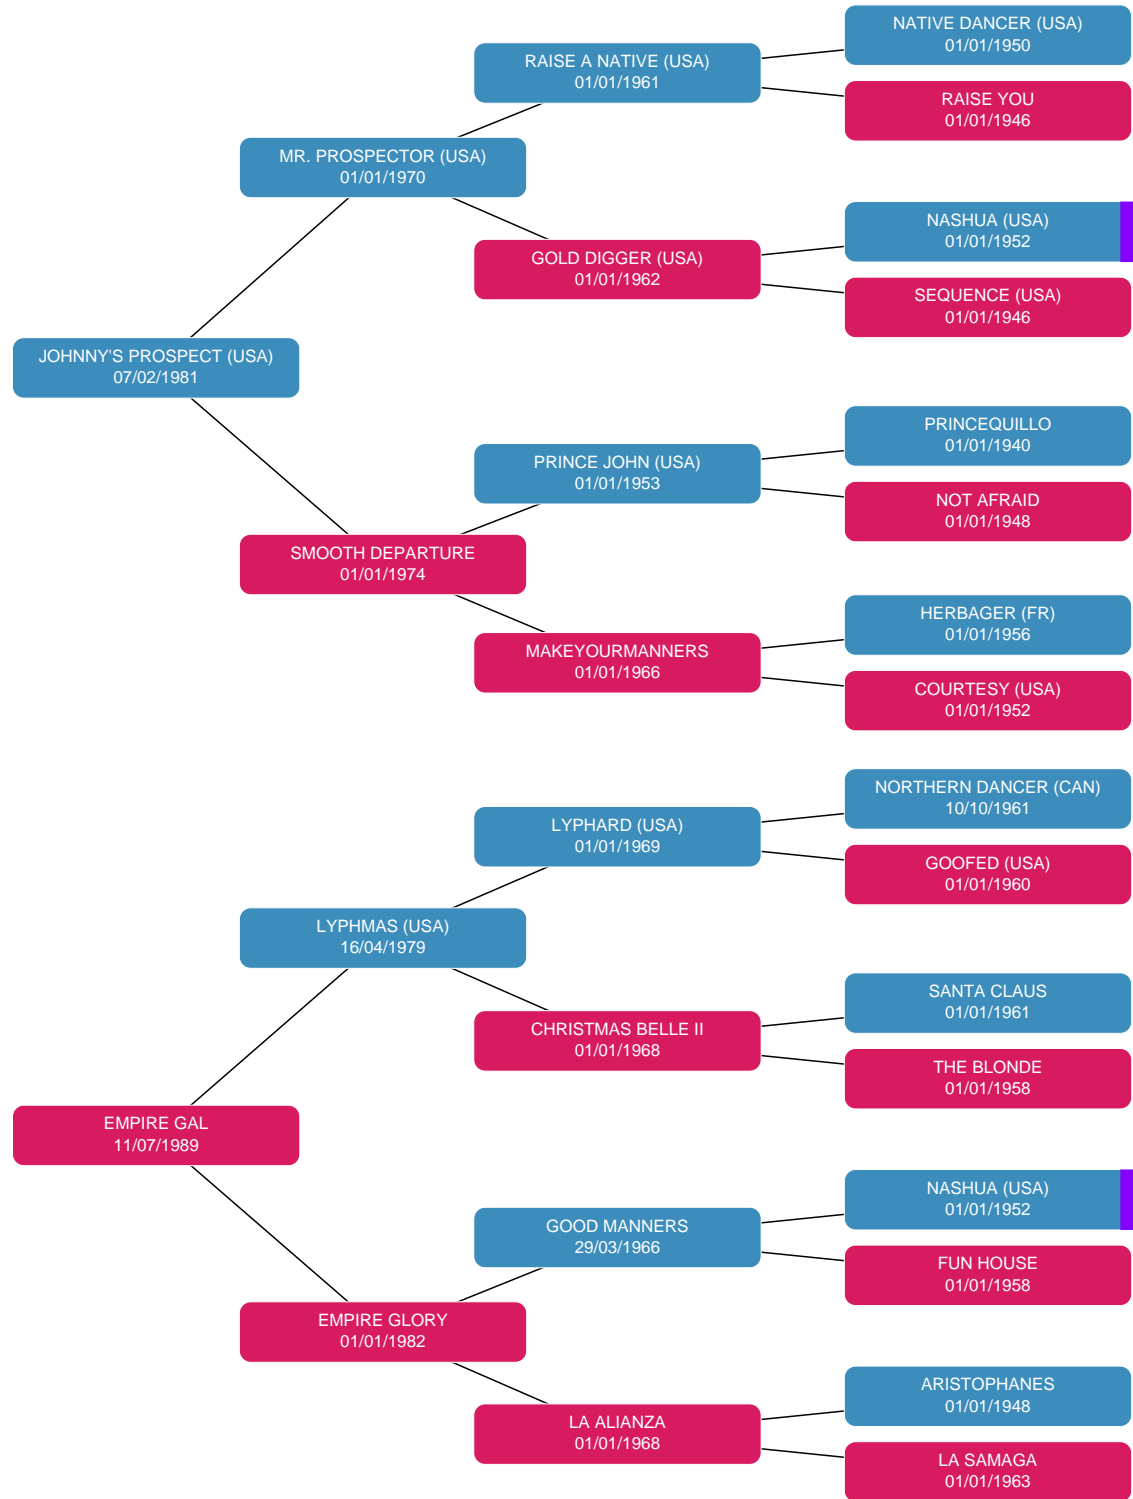 NATIVE DANCER (USA)
01/01/1950
RAISE A NATIVE (USA)
01/01/1961
RAISE YOU
01/01/1946
MR. PROSPECTOR (USA)
01/01/1970
NASHUA (USA)
01/01/1952
GOLD DIGGER (USA)
01/01/1962
SEQUENCE (USA)
01/01/1946
JOHNNY'S PROSPECT (USA)
07/02/1981
PRINCEQUILLO
01/01/1940
PRINCE JOHN (USA)
01/01/1953
NOT AFRAID
01/01/1948
SMOOTH DEPARTURE
01/01/1974
HERBAGER (FR)
01/01/1956
MAKEYOURMANNERS
01/01/1966
COURTESY (USA)
01/01/1952
NORTHERN DANCER (CAN)
10/10/1961
LYPHARD (USA)
01/01/1969
GOOFED (USA)
01/01/1960
LYPHMAS (USA)
16/04/1979
SANTA CLAUS
01/01/1961
CHRISTMAS BELLE II
01/01/1968
THE BLONDE
01/01/1958
EMPIRE GAL
11/07/1989
NASHUA (USA)
01/01/1952
GOOD MANNERS
29/03/1966
FUN HOUSE
01/01/1958
EMPIRE GLORY
01/01/1982
ARISTOPHANES
01/01/1948
LA ALIANZA
01/01/1968
LA SAMAGA
01/01/1963